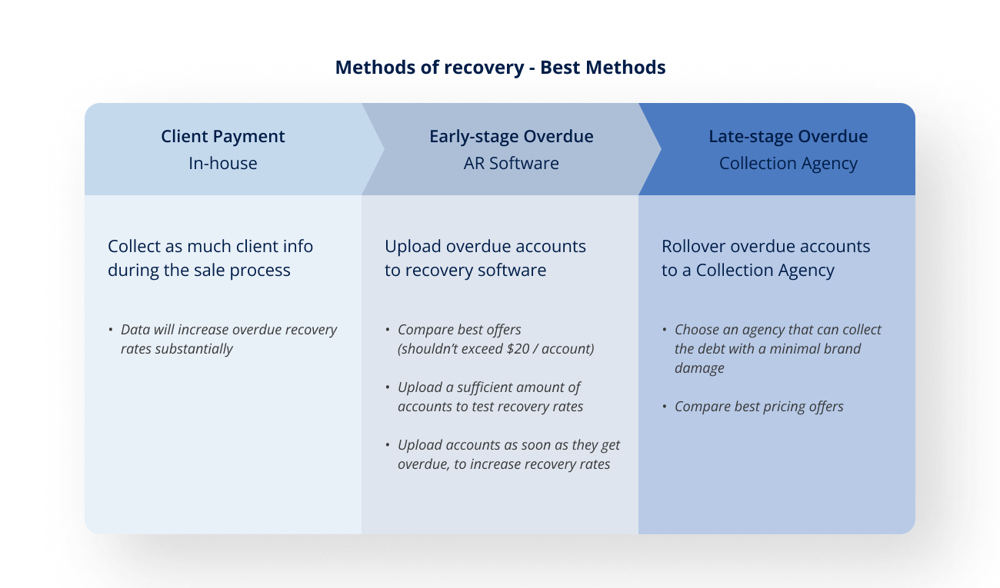 Methods of recovery - Best Methods
Client Payment
In-house
Early-stage Overdue
AR Software
Late-stage Overdue
Collection Agency
Collect as much client info
during the sale process
• Data will increase overdue recovery
rates substantially
Upload overdue accounts
to recovery software
• Compare best offers
(shouldn’t exceed $20 / account)
• Upload a sufficient amount of
accounts to test recovery rates
• Upload accounts as soon as they get
overdue, to increase recovery rates
Rollover overdue accounts
to a Collection Agency
• Choose an agency that can collect
the debt with a minimal brand
damage
• Compare best pricing offers